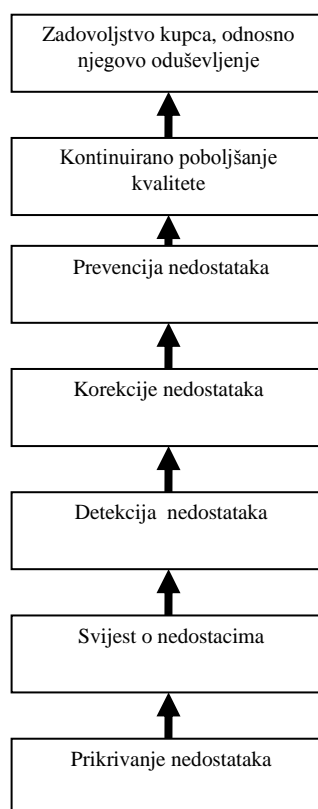 Zadovoljstvo kupca, odnosno
njegovo oduševljenje
Kontinuirano poboljšanje
kvalitete
Prevencija nedostataka
Korekcije nedostataka
Detekcija nedostataka
Svijest o nedostacima
Prikrivanje nedostataka